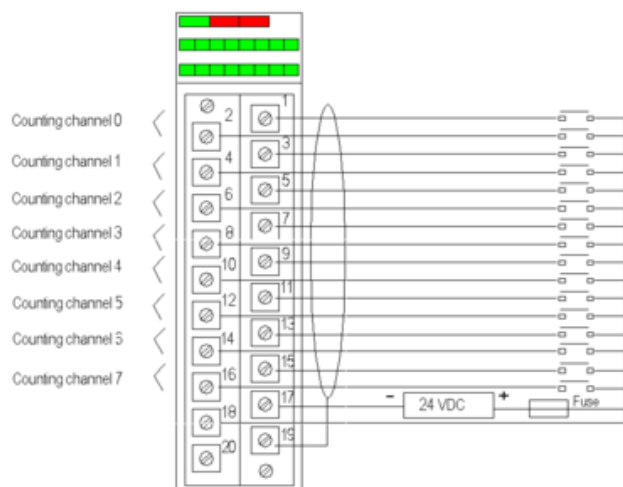 Counting channel 0
Counting channel 1
Counting channel 2
Counting channel 3
Counting channel 4
Counting channel 5
Counting channel 6
Counting channel 7
1
2
3
4
5
6
7
8
9
10
11
12
13
14
15
16
17
18
19
20
- 24 VDC + Fuse